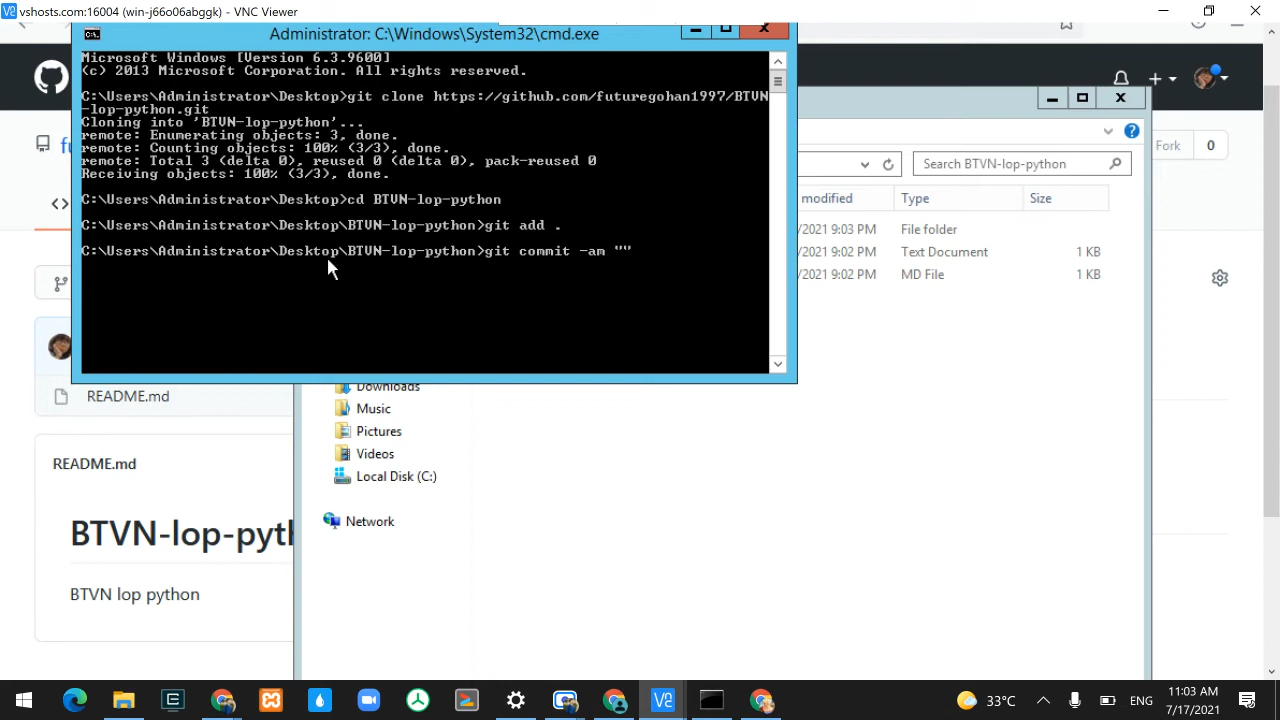 vshosts.com:16004 (win-j66o06abggk) - VNC Viewer
Administrator: C:\Windows\System32\cmd.exe
Microsoft Windows [Version 6.3.9600]
(c) 2013 Microsoft Corporation. All rights reserved.
C:\Users\Administrator\Desktop>git clone https://github.com/futuregohan1997/BTVN
-lop-python.git
Cloning into 'BTVN-lop-python'...
remote: Enumerating objects: 3, done.
remote: Counting objects: 100% (3/3), done.
remote: Total 3 (delta 0), reused 0 (delta 0), pack-reused 0
Receiving objects: 100% (3/3), done.
C:\Users\Administrator\Desktop>cd BTVN-lop-python
C:\Users\Administrator\Desktop\BTVN-lop-python>git add .
C:\Users\Administrator\Desktop\BTVN-lop-python>git commit -am ""
fu
Fork 0
Search BTVN-lop-python
modified Type Size
/2021 9:03 PM File folder
/2021 9:02 PM Text Document 1 KB
/2021 9:02 PM MD File 1 KB
Downloads
Music
Pictures
Videos
Local Disk (C:)
Network
README.md
README.md
BTVN-lop-pyth
BTVN lop python
33°C
ENG
11:03 AM
7/17/2021